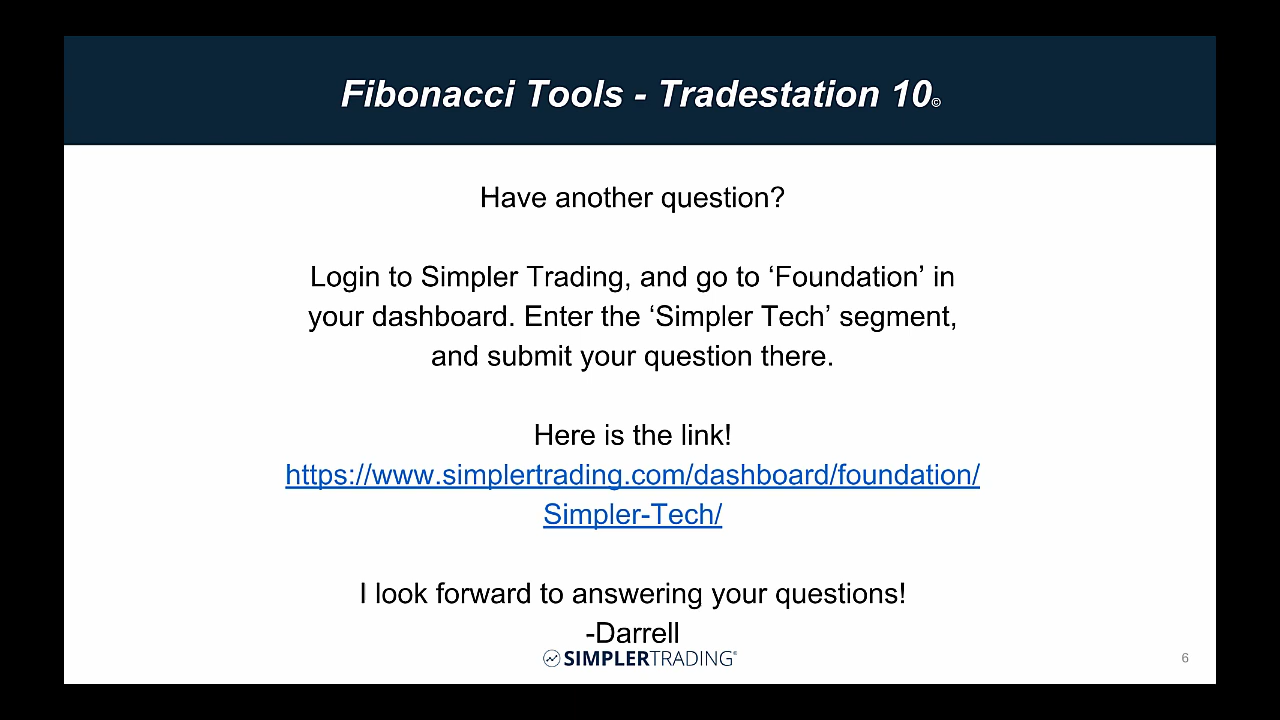 Fibonacci Tools - Tradestation 10©
Have another question?
Login to Simpler Trading, and go to ‘Foundation’ in
your dashboard. Enter the ‘Simpler Tech’ segment,
and submit your question there.
Here is the link!
https://www.simplertrading.com/dashboard/foundation/
Simpler-Tech/
I look forward to answering your questions!
-Darrell
SIMPLERTRADING®
6